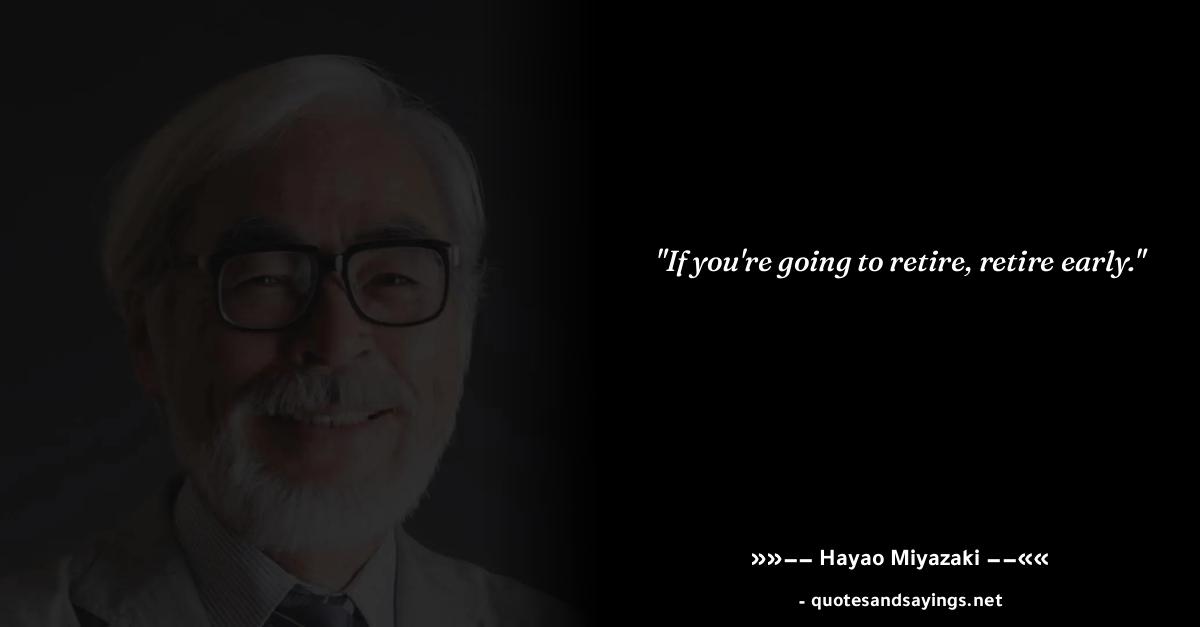 "If you're going to retire, retire early."
»»–– Hayao Miyazaki ––««
- quotesandsayings.net